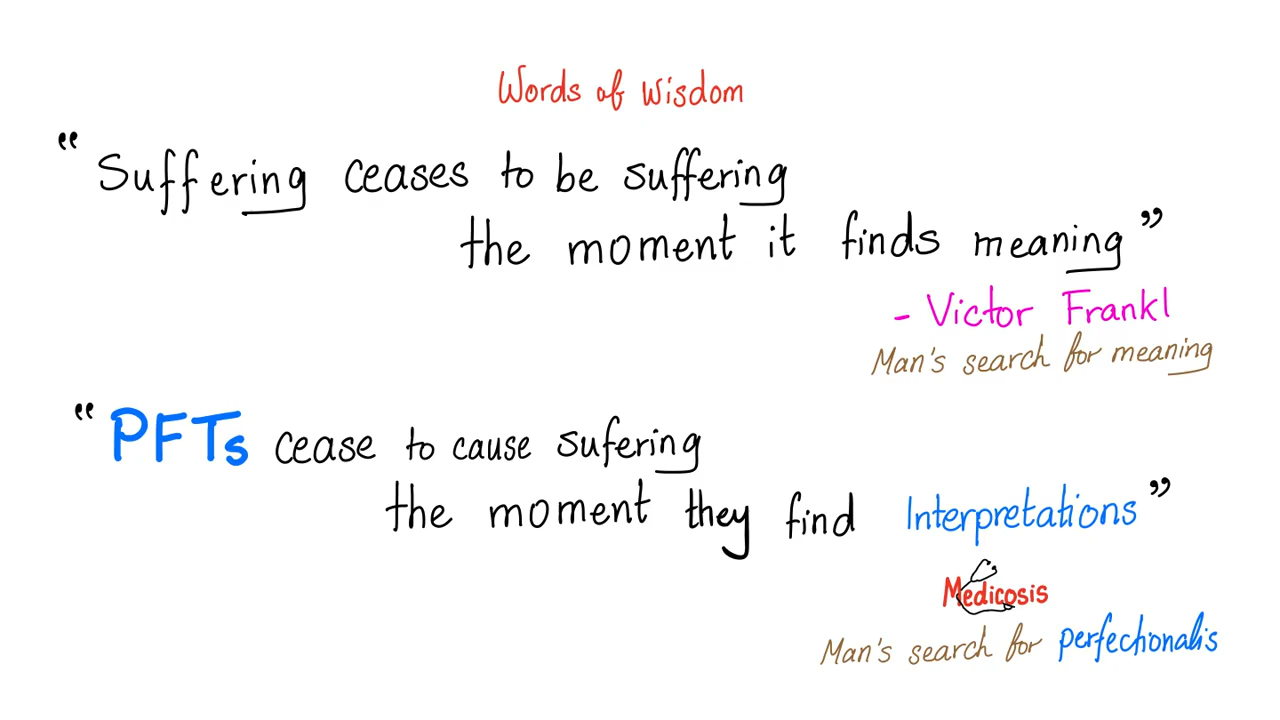 Words of Wisdom
“ Suffering ceases to be suffering
the moment it finds meaning ”
- Victor Frankl
Man's search for meaning
“ PFTs cease to cause sufering
the moment they find Interpretations ”
Medicosis
Man's search for perfectionalis